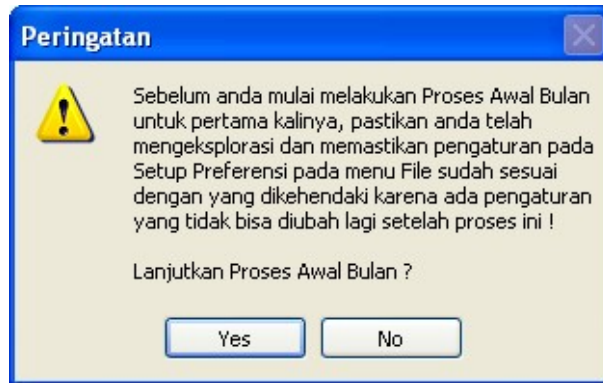 Peringatan
Sebelum anda mulai melakukan Proses Awal Bulan
untuk pertama kalinya, pastikan anda telah
mengeksplorasi dan memastikan pengaturan pada
Setup Preferensi pada menu File sudah sesuai
dengan yang dikehendaki karena ada pengaturan
yang tidak bisa diubah lagi setelah proses ini !
Lanjutkan Proses Awal Bulan ?
Yes No